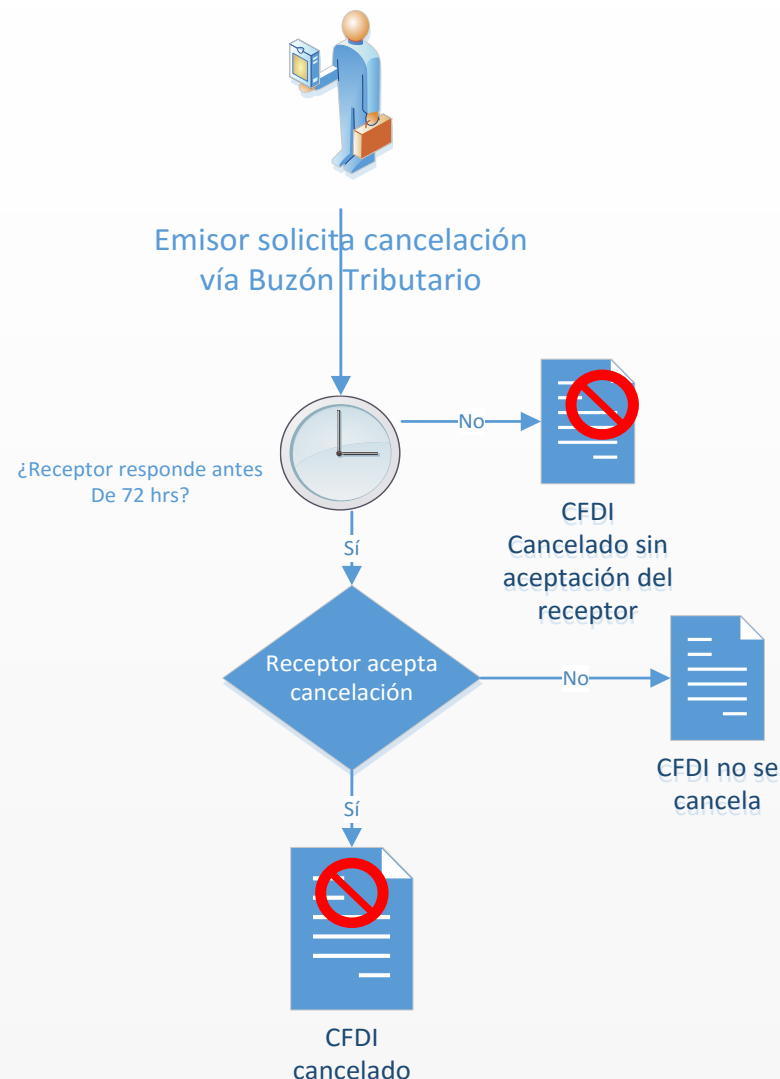 Emisor solicita cancelación
vía Buzón Tributario
No
¿Receptor responde antes
De 72 hrs?
CFDI
Cancelado sin
aceptación del
receptor
Sí
Receptor acepta
cancelación
No
CFDI no se
cancela
Sí
CFDI
cancelado